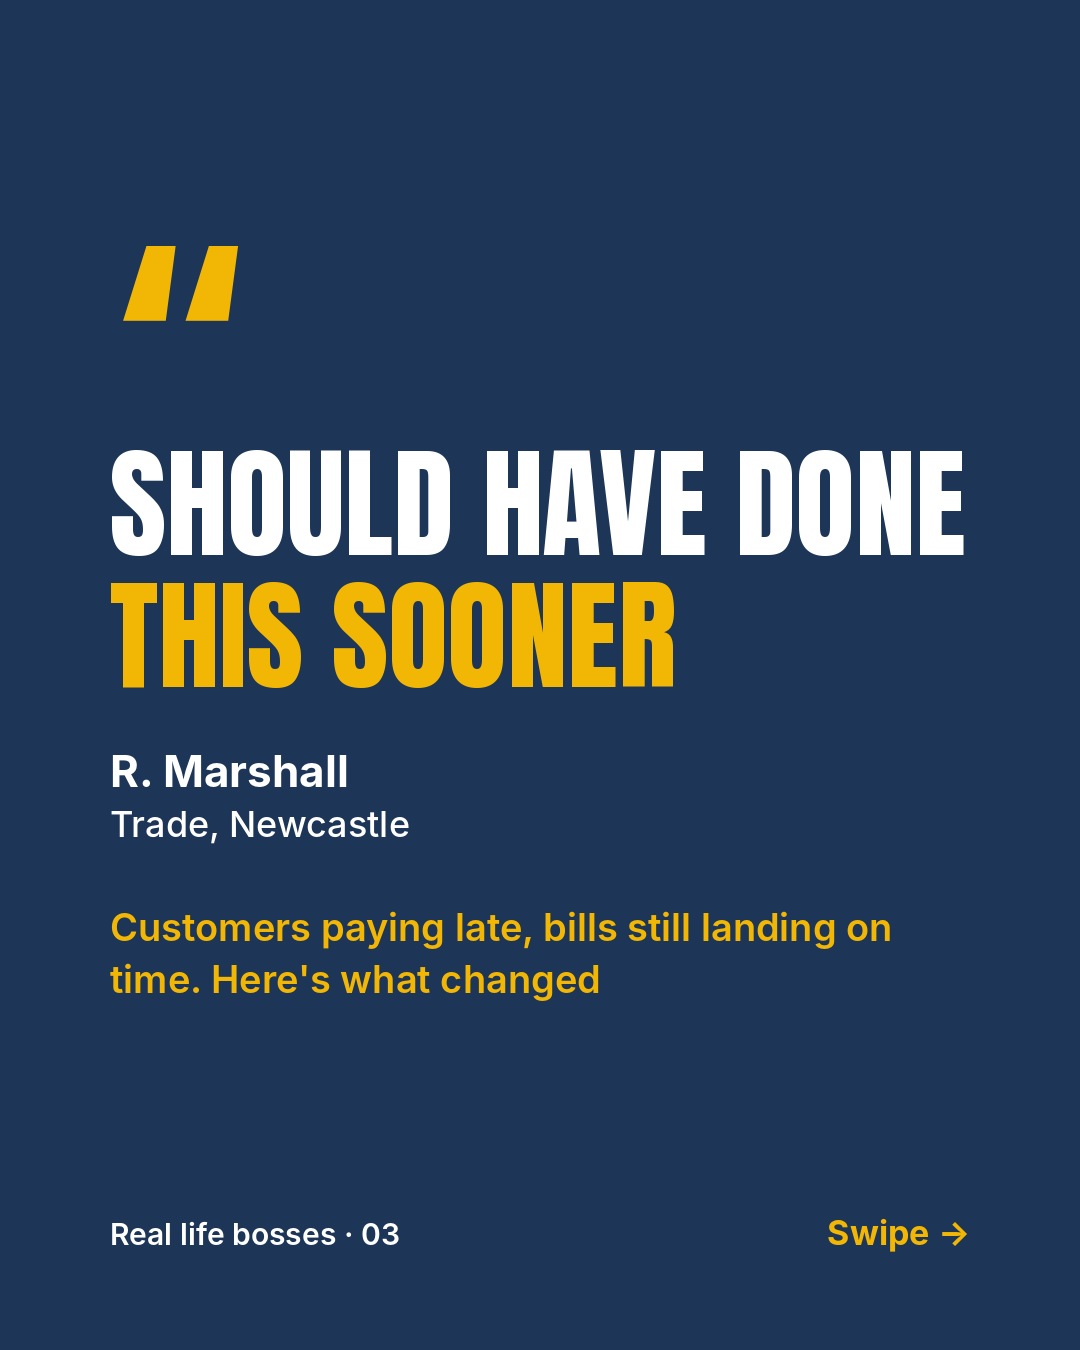 “
SHOULD HAVE DONE
THIS SOONER
R. Marshall
Trade, Newcastle
Customers paying late, bills still landing on
time. Here's what changed
Real life bosses · 03
Swipe →